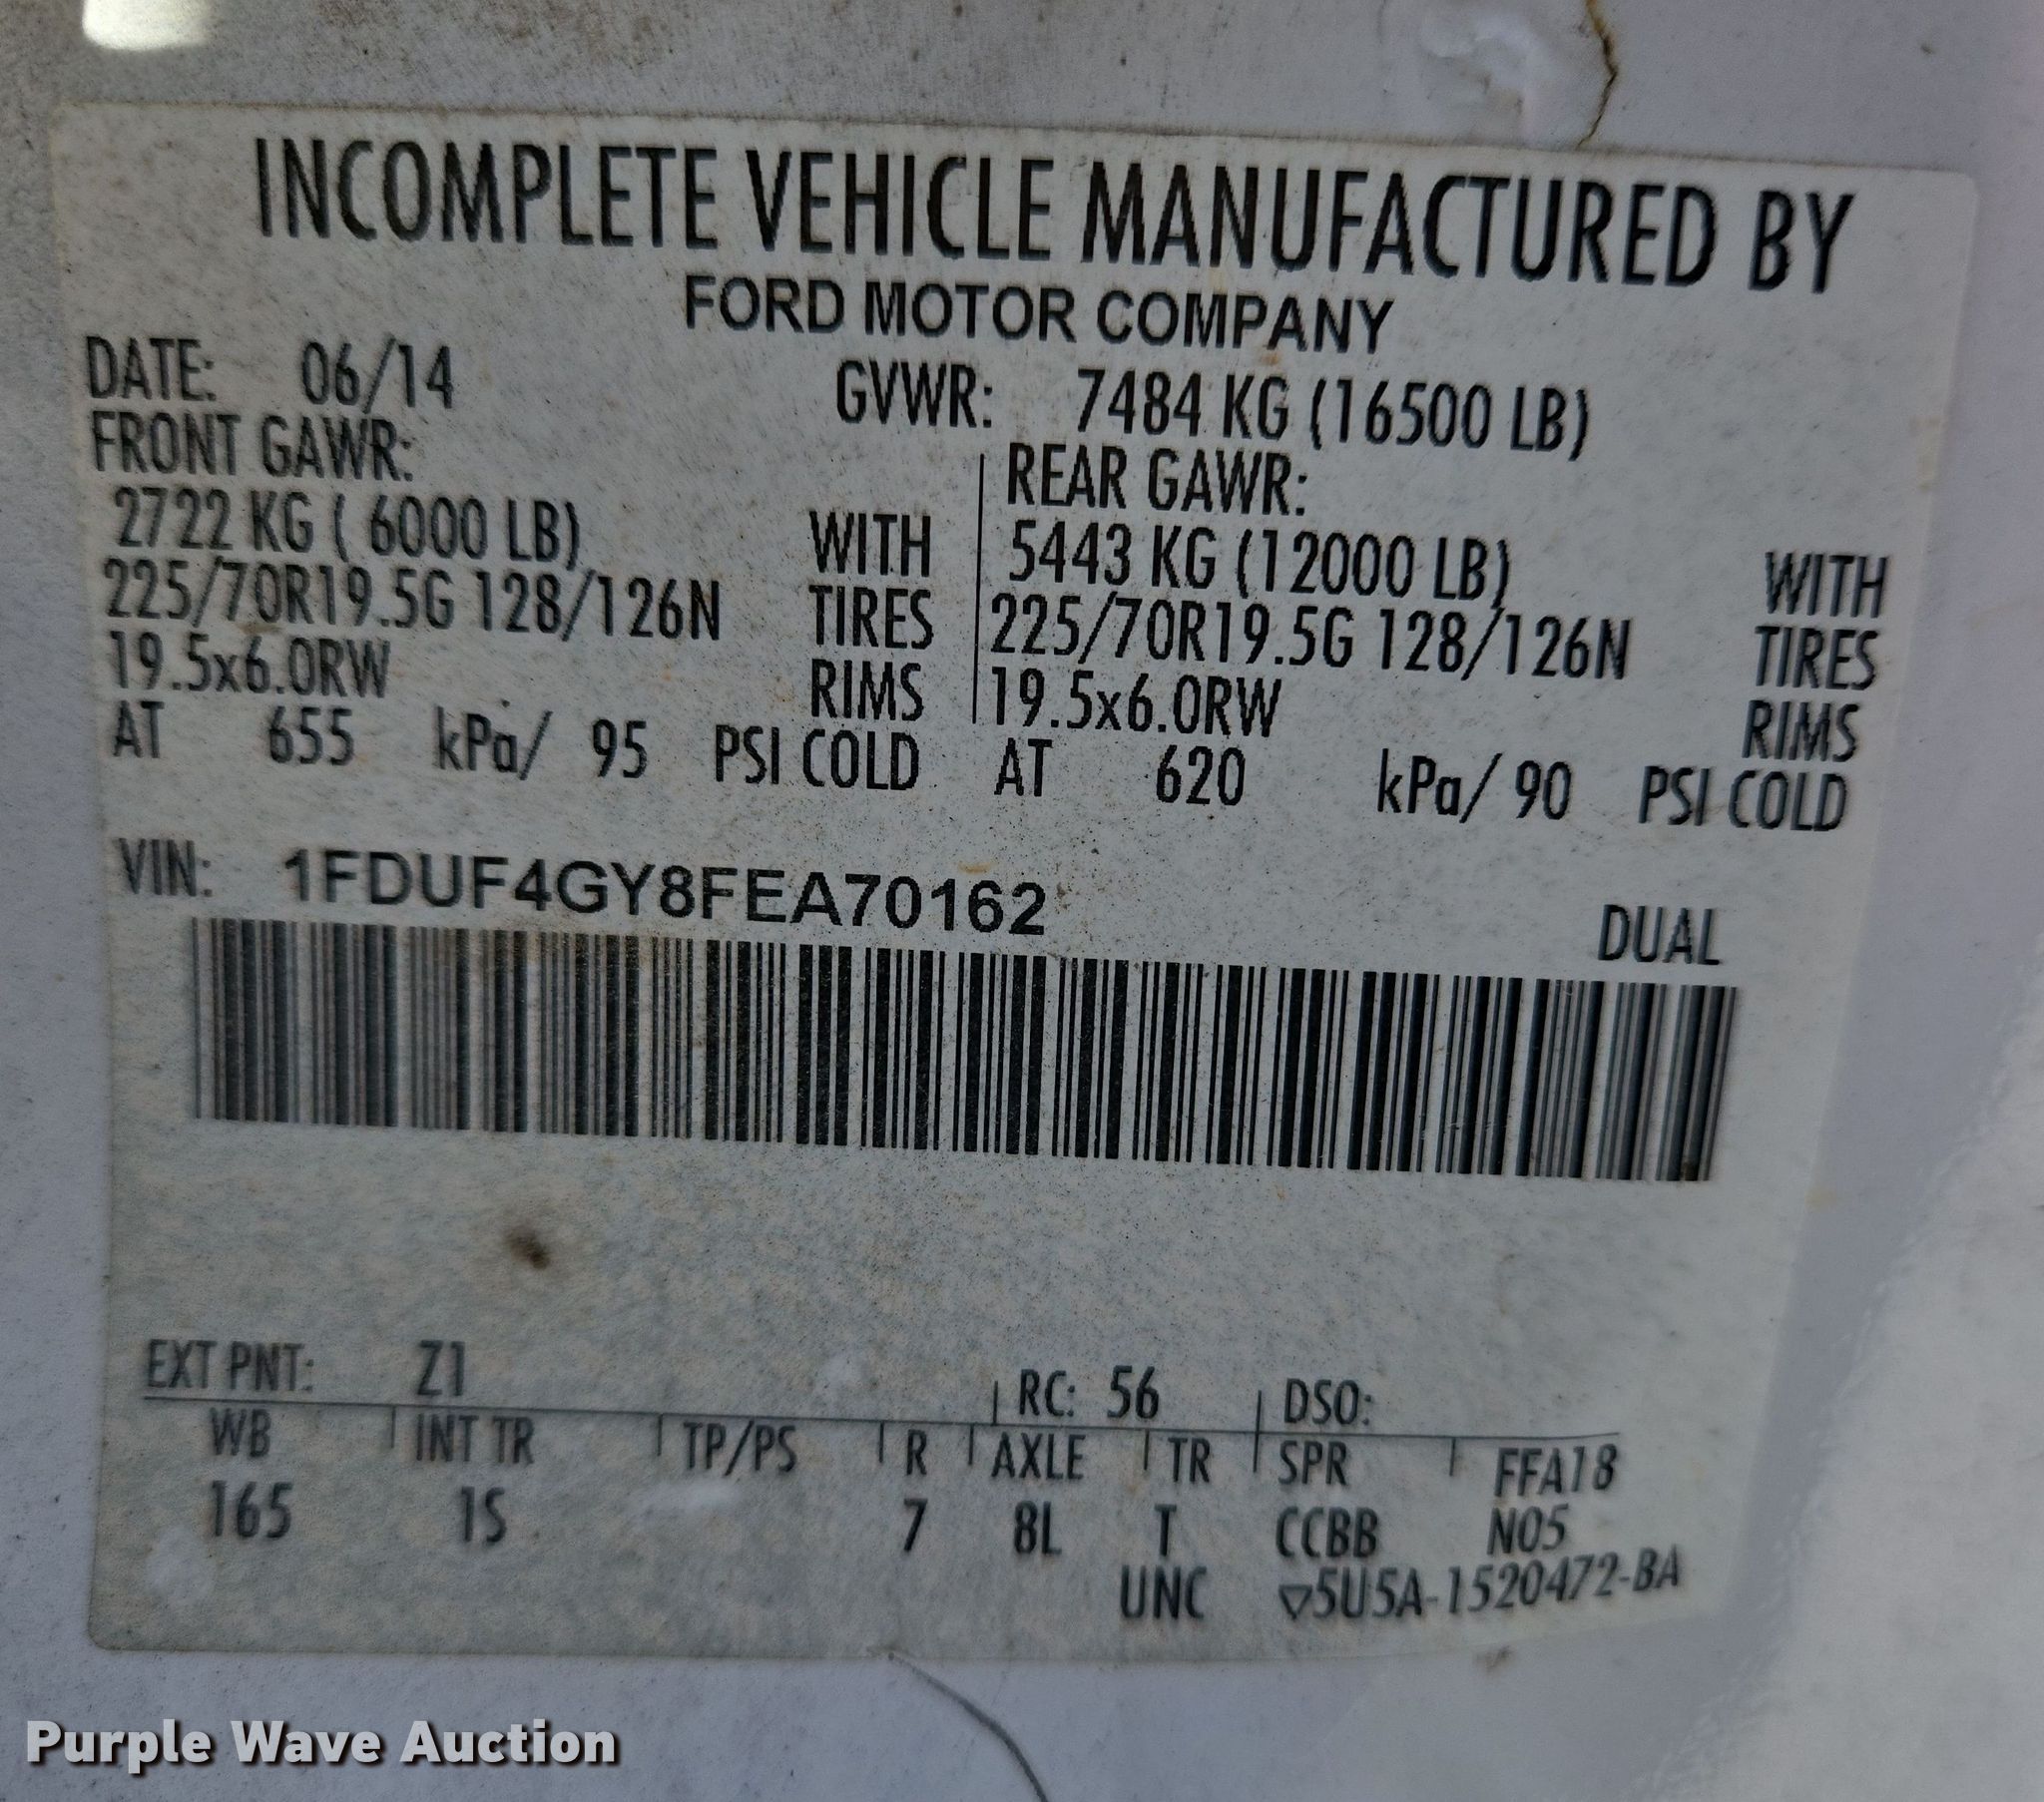 INCOMPLETE VEHICLE MANUFACTURED BY
FORD MOTOR COMPANY
DATE: 06/14 GVWR: 7484 KG (16500 LB)
FRONT GAWR: REAR GAWR:
2722 KG ( 6000 LB) WITH 5443 KG (12000 LB) WITH
225/70R19.5G 128/126N TIRES 225/70R19.5G 128/126N TIRES
19.5x6.0RW RIMS 19.5x6.0RW RIMS
AT 655 kPa/ 95 PSI COLD AT 620 kPa/ 90 PSI COLD
VIN: 1FDUF4GY8FEA70162 DUAL
EXT PNT: Z1 RC: 56 DSO:
WB INT TR TP/PS R AXLE TR SPR FFA18
165 1S 7 8L T CCBB N05
UNC ▽5U5A-1520472-BA
Purple Wave Auction